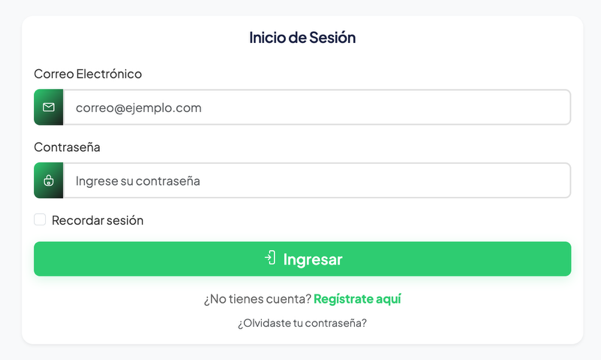 Inicio de Sesión
Correo Electrónico
correo@ejemplo.com
Contraseña
Ingrese su contraseña
Recordar sesión
Ingresar
¿No tienes cuenta? Regístrate aquí
¿Olvidaste tu contraseña?